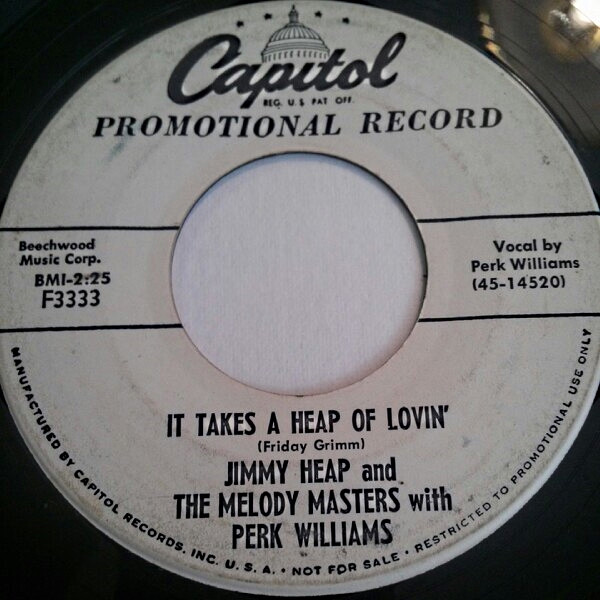 Capitol
REG. U.S. PAT. OFF.
PROMOTIONAL RECORD
Beechwood
Music Corp.
BMI-2:25
F3333
Vocal by
Perk Williams
(45-14520)
IT TAKES A HEAP OF LOVIN'
(Friday Grimm)
JIMMY HEAP and
THE MELODY MASTERS with
PERK WILLIAMS
MANUFACTURED BY CAPITOL RECORDS, INC. U.S.A. • NOT FOR SALE • RESTRICTED TO PROMOTIONAL USE ONLY